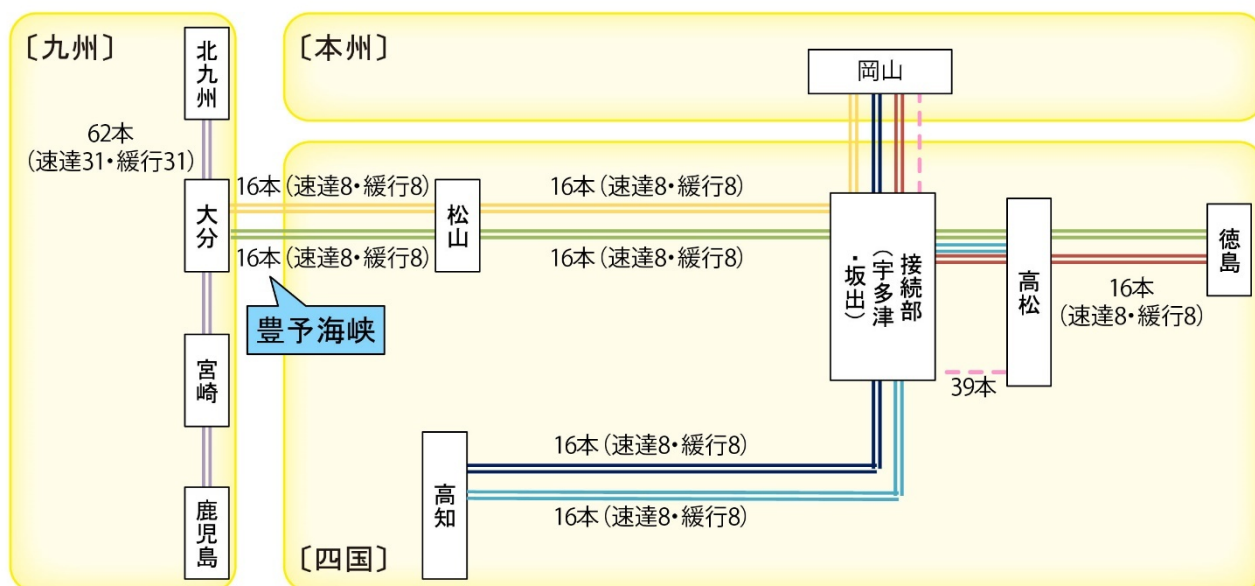 〔九州〕
〔本州〕
北九州
岡山
62本
(速達31・緩行31)
16本(速達8・緩行8)
16本(速達8・緩行8)
大分
松山
接続部
(宇多津
・坂出)
高松
徳島
16本(速達8・緩行8)
16本(速達8・緩行8)
16本
(速達8・緩行8)
豊予海峡
宮崎
39本
16本(速達8・緩行8)
高知
16本(速達8・緩行8)
鹿児島
〔四国〕